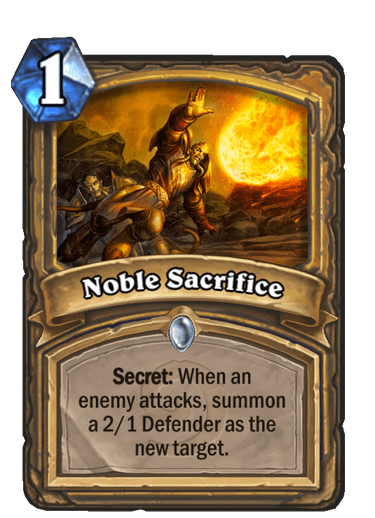 1
Noble Sacrifice
Secret: When an
enemy attacks, summon
a 2/1 Defender as the
new target.